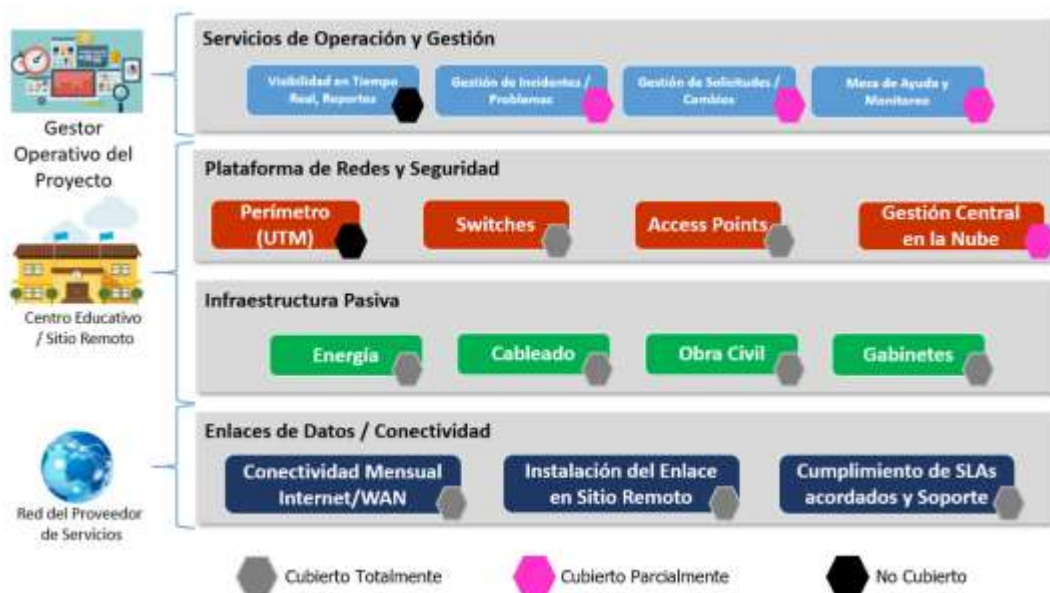 Servicios de Operación y Gestión
Visibilidad en Tiempo
Real, Reportes
Gestión de Incidentes /
Problemas
Gestión de Solicitudes /
Cambios
Mesa de Ayuda y
Monitoreo
Gestor
Operativo del
Proyecto
Plataforma de Redes y Seguridad
Perímetro
(UTM)
Switches
Access Points
Gestión Central
en la Nube
Centro Educativo
/ Sitio Remoto
Infraestructura Pasiva
Energía
Cableado
Obra Civil
Gabinetes
Enlaces de Datos / Conectividad
Conectividad Mensual
Internet/WAN
Instalación del Enlace
en Sitio Remoto
Cumplimiento de SLAs
acordados y Soporte
Red del Proveedor
de Servicios
Cubierto Totalmente
Cubierto Parcialmente
No Cubierto